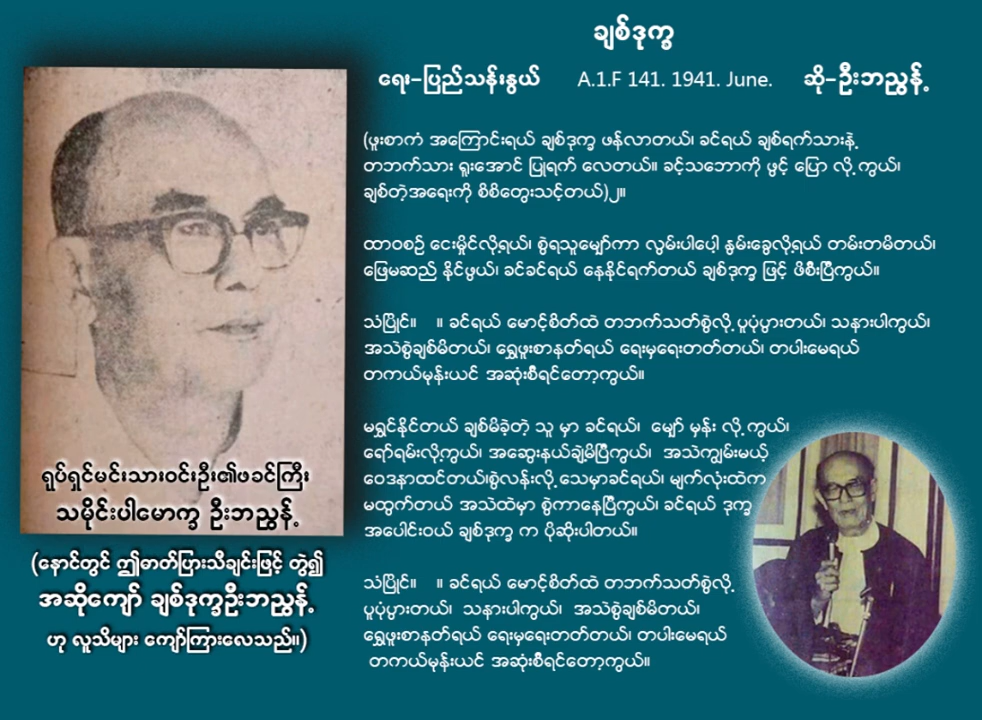 ချစ်ဒုက္ခ
ရေး-ပြည်သန်းနွယ် A.1.F 141. 1941. June. ဆို-ဦးဘညွန့်
(ဖူးစာကံ အကြောင်းရယ် ချစ်ဒုက္ခ ဖန်လာတယ်၊ ခင်ရယ် ချစ်ရက်သားနဲ့
တဘက်သား ရူးအောင် ပြုရက် လေတယ်။ ခင့်သဘောကို ဖွင့် ပြော လို့ ကွယ်၊
ချစ်တဲ့အရေးကို စိစိတွေးသင့်တယ်)၂။
ထာဝစဉ် ငေးမှိုင်လို့ရယ်၊ စွဲရသူမျှော်ကာ လွမ်းပါပေါ့ နွမ်းခွေလို့ရယ် တမ်းတမိတယ်၊
ဖြေမဆည် နိုင်ဖွယ်၊ ခင်ခင်ရယ် နေနိုင်ရက်တယ် ချစ်ဒုက္ခ ဖြင့် ဖိစီးပြီကွယ်။
သံပြိုင်။ ။ ခင်ရယ် မောင့်စိတ်ထဲ တဘက်သတ်စွဲလို့ ပူပုံပွားတယ်၊ သနားပါကွယ်၊
အသဲစွဲချစ်မိတယ်၊ ရွှေဖူးစာနတ်ရယ် ရေးမှရေးတတ်တယ်၊ တပါးမေရယ်
တကယ်မုန်းယင် အဆုံးစီရင်တော့ကွယ်။
မရွှင်နိုင်တယ် ချစ်မိခဲ့တဲ့ သူ မှာ ခင်ရယ်၊ မျှော် မှန်း လို့ ကွယ်၊
ရော်ရမ်းလို့ကွယ်၊ အဆွေးနယ်ချဲ့မိပြီကွယ်၊ အသဲကျွမ်းမယ့်
ဝေဒနာထင်တယ်၊စွဲလန်းလို့ သေမှာခင်ရယ်၊ မျက်လုံးထဲက
မထွက်တယ် အသဲထဲမှာ စွဲကာနေပြီကွယ်၊ ခင်ရယ် ဒုက္ခ
အပေါင်းဝယ် ချစ်ဒုက္ခ က ပိုဆိုးပါတယ်။
သံပြိုင်။ ။ ခင်ရယ် မောင့်စိတ်ထဲ တဘက်သတ်စွဲလို့
ပူပုံပွားတယ်၊ သနားပါကွယ်၊ အသဲစွဲချစ်မိတယ်၊
ရွှေဖူးစာနတ်ရယ် ရေးမှရေးတတ်တယ်၊ တပါးမေရယ်
တကယ်မုန်းယင် အဆုံးစီရင်တော့ကွယ်။
ရုပ်ရှင်မင်းသားဝင်းဦး၏ဖခင်ကြီး
သမိုင်းပါမောက္ခ ဦးဘညွန့်
(နောင်တွင် ဤဓာတ်ပြားသီချင်းဖြင့် တွဲ၍
အဆိုကျော် ချစ်ဒုက္ခဦးဘညွန့်
ဟု လူသိများ ကျော်ကြားလေသည်။)